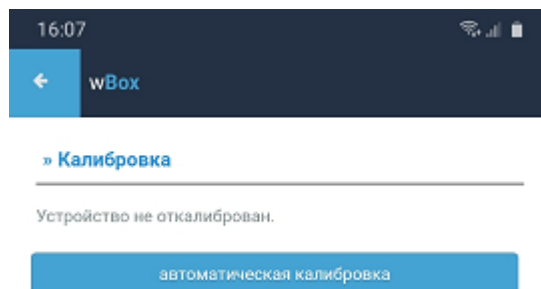 16:07
wBox
» Калибровка
Устройство не откалиброван.
автоматическая калибровка